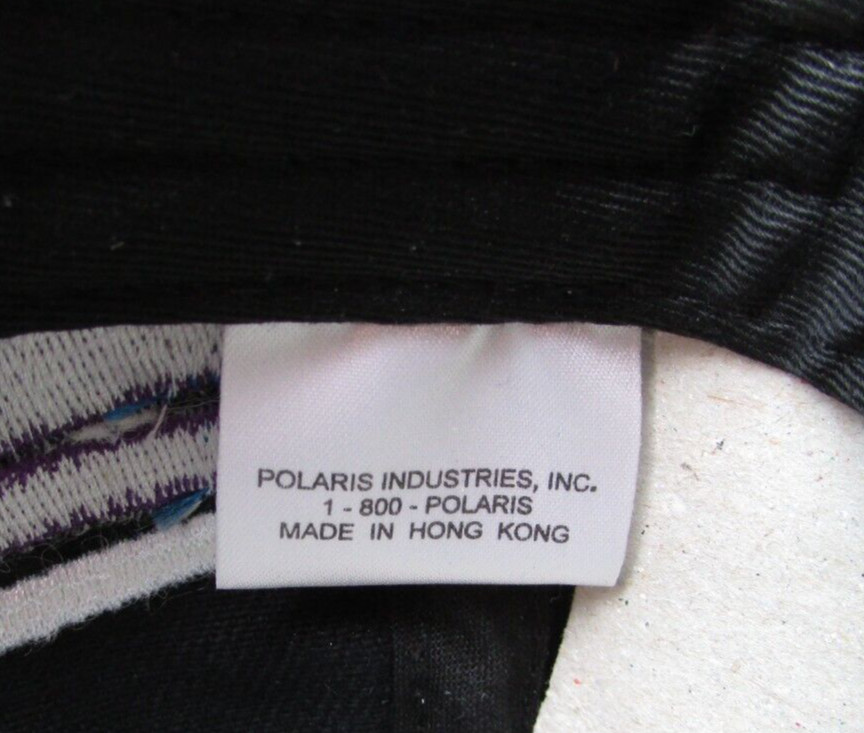 POLARIS INDUSTRIES, INC.
1 - 800 - POLARIS
MADE IN HONG KONG